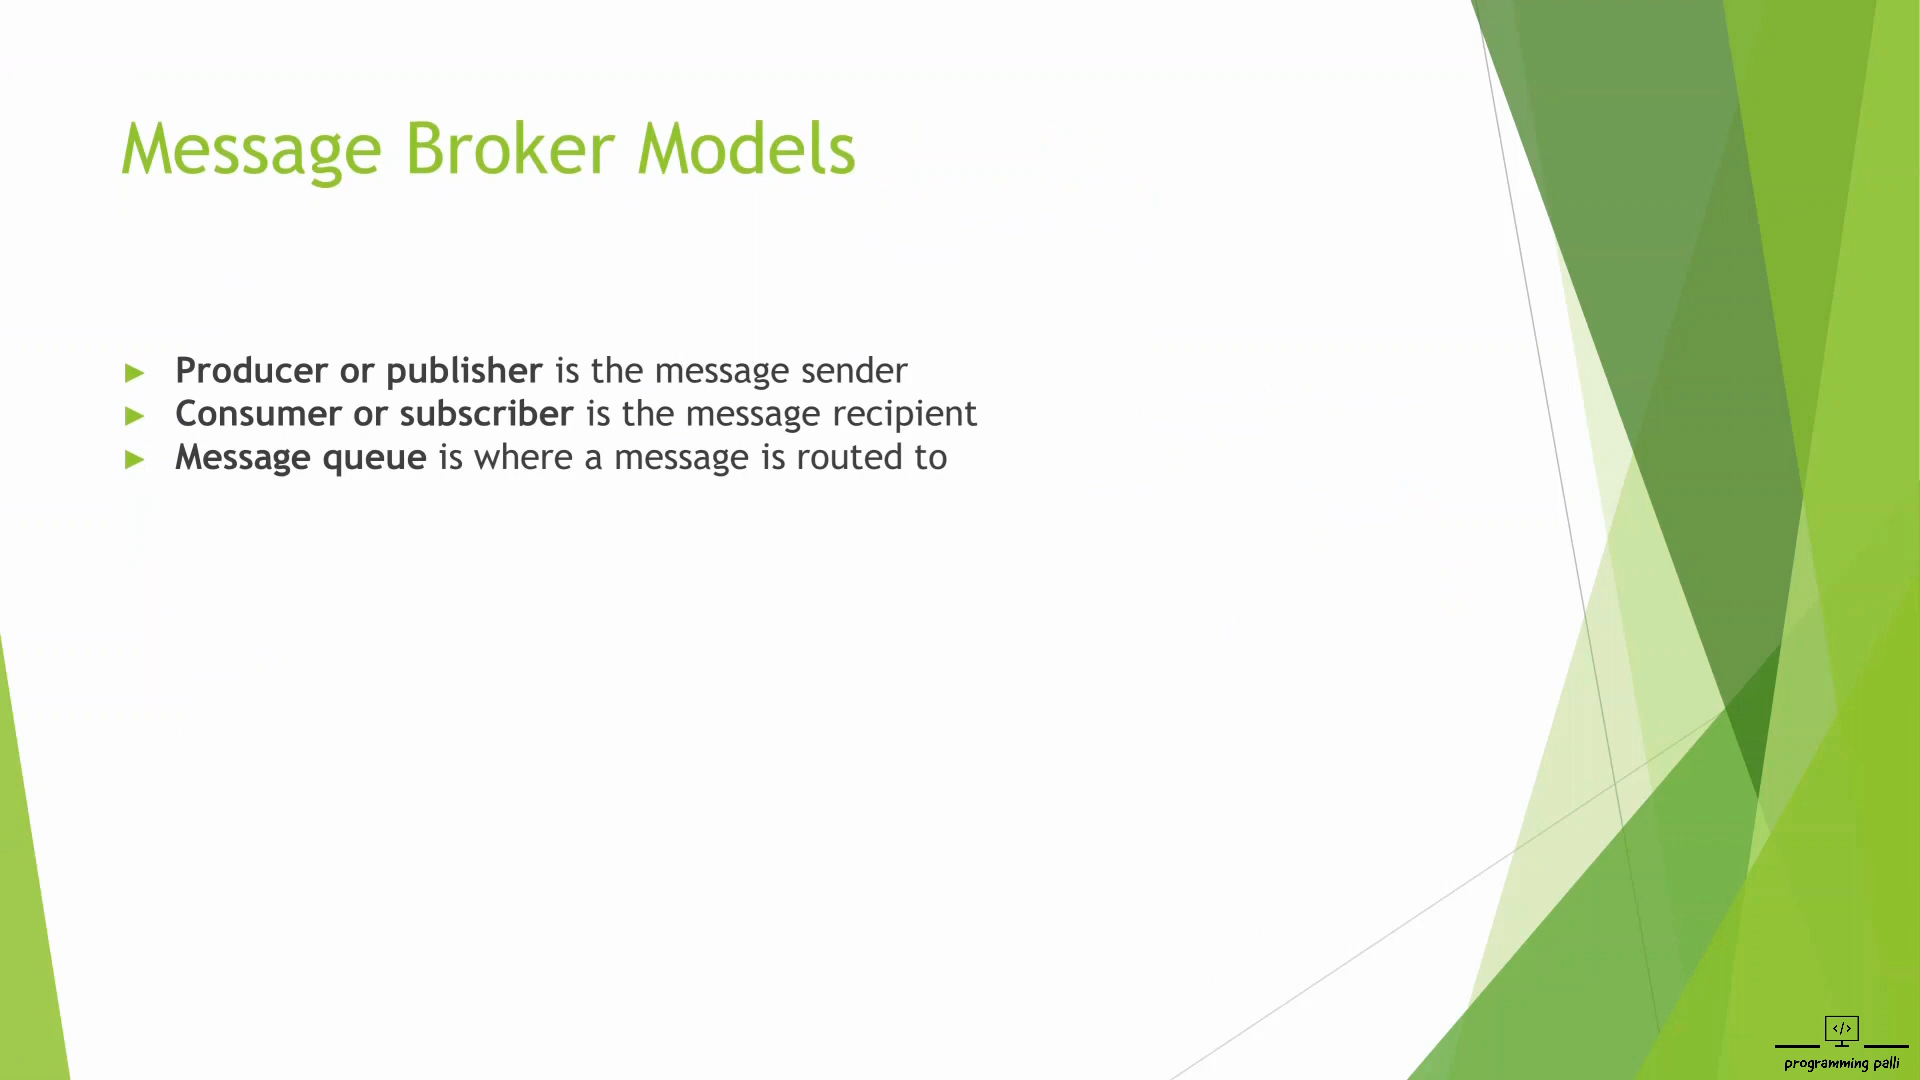 Message Broker Models
Producer or publisher is the message sender
Consumer or subscriber is the message recipient
Message queue is where a message is routed to
</>
programming palli